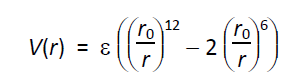 V(r) = ε((r₀/r)¹² − 2(r₀/r)⁶)